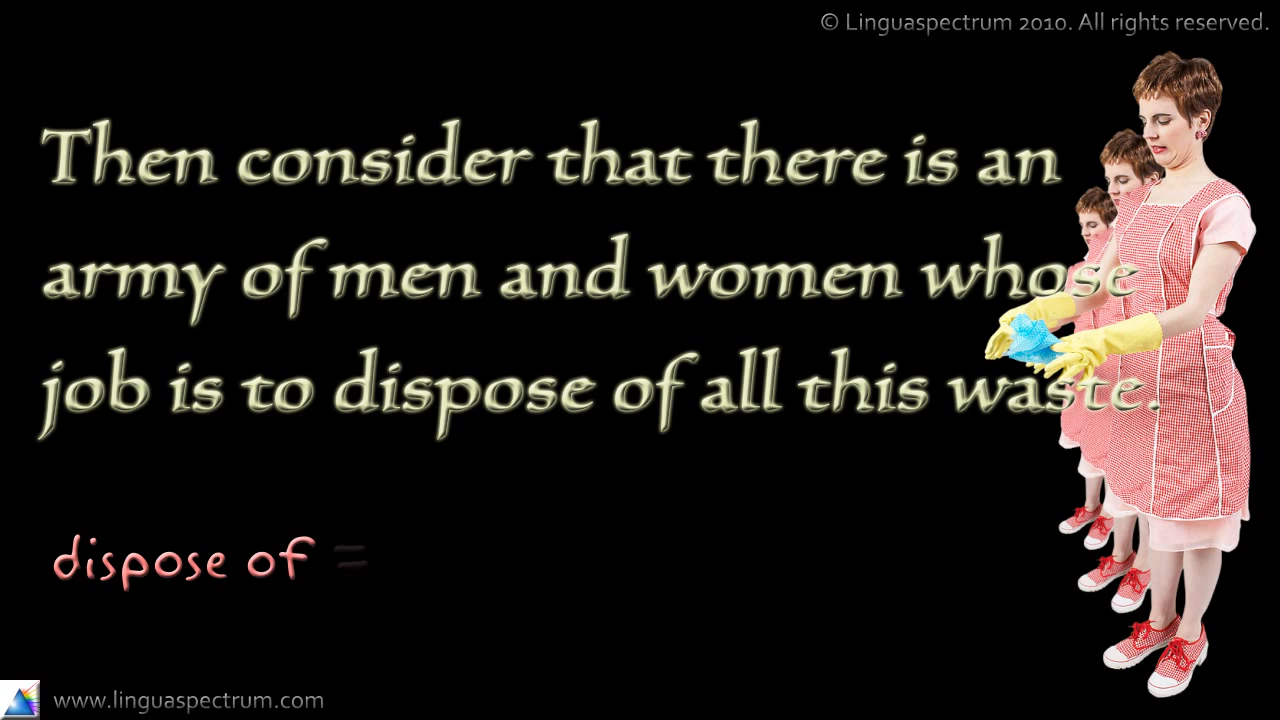 © Linguaspectrum 2010. All rights reserved.
Then consider that there is an
army of men and women whose
job is to dispose of all this waste.
dispose of =
www.linguaspectrum.com